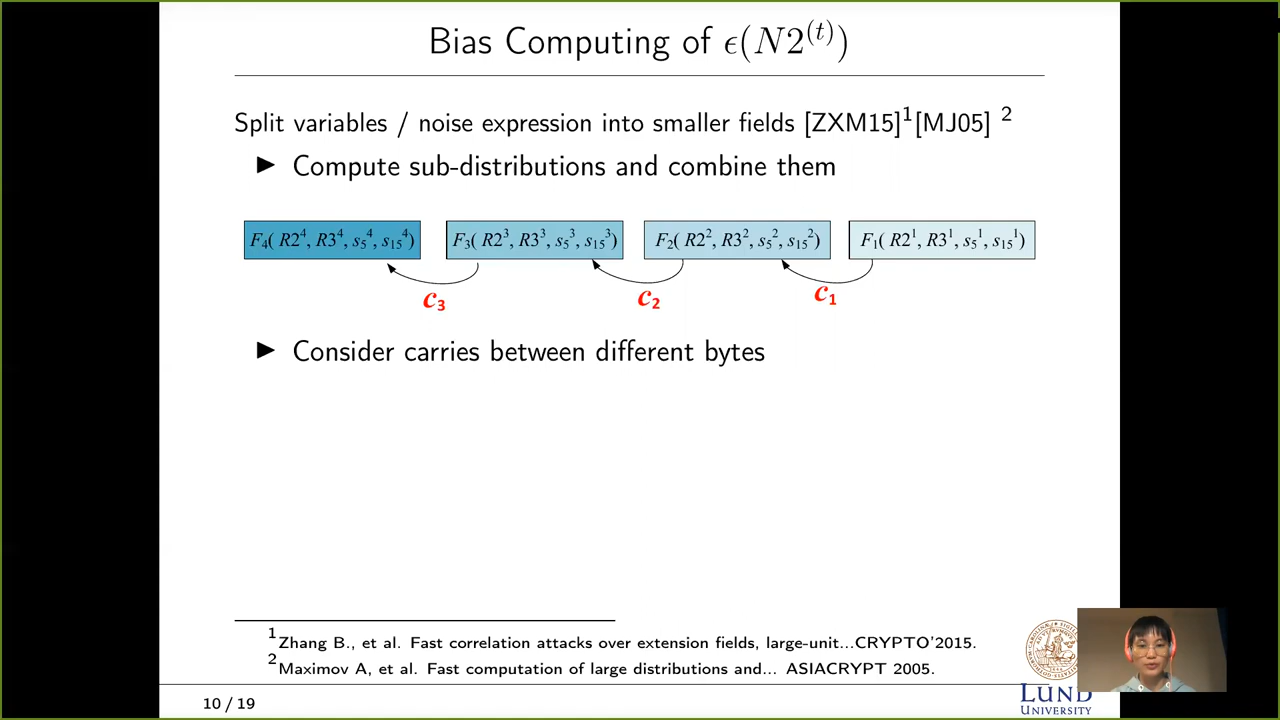 Bias Computing of ϵ(N2⁽ᵗ⁾)
Split variables / noise expression into smaller fields [ZXM15]¹[MJ05] ²
▶ Compute sub-distributions and combine them
F₄( R2⁴, R3⁴, s₅⁴, s₁₅⁴) F₃( R2³, R3³, s₅³, s₁₅³) F₂( R2², R3², s₅², s₁₅²) F₁( R2¹, R3¹, s₅¹, s₁₅¹)
c₃ c₂ c₁
▶ Consider carries between different bytes
¹Zhang B., et al. Fast correlation attacks over extension fields, large-unit...CRYPTO'2015.
²Maximov A, et al. Fast computation of large distributions and... ASIACRYPT 2005.
10 / 19
LUND
UNIVERSITY